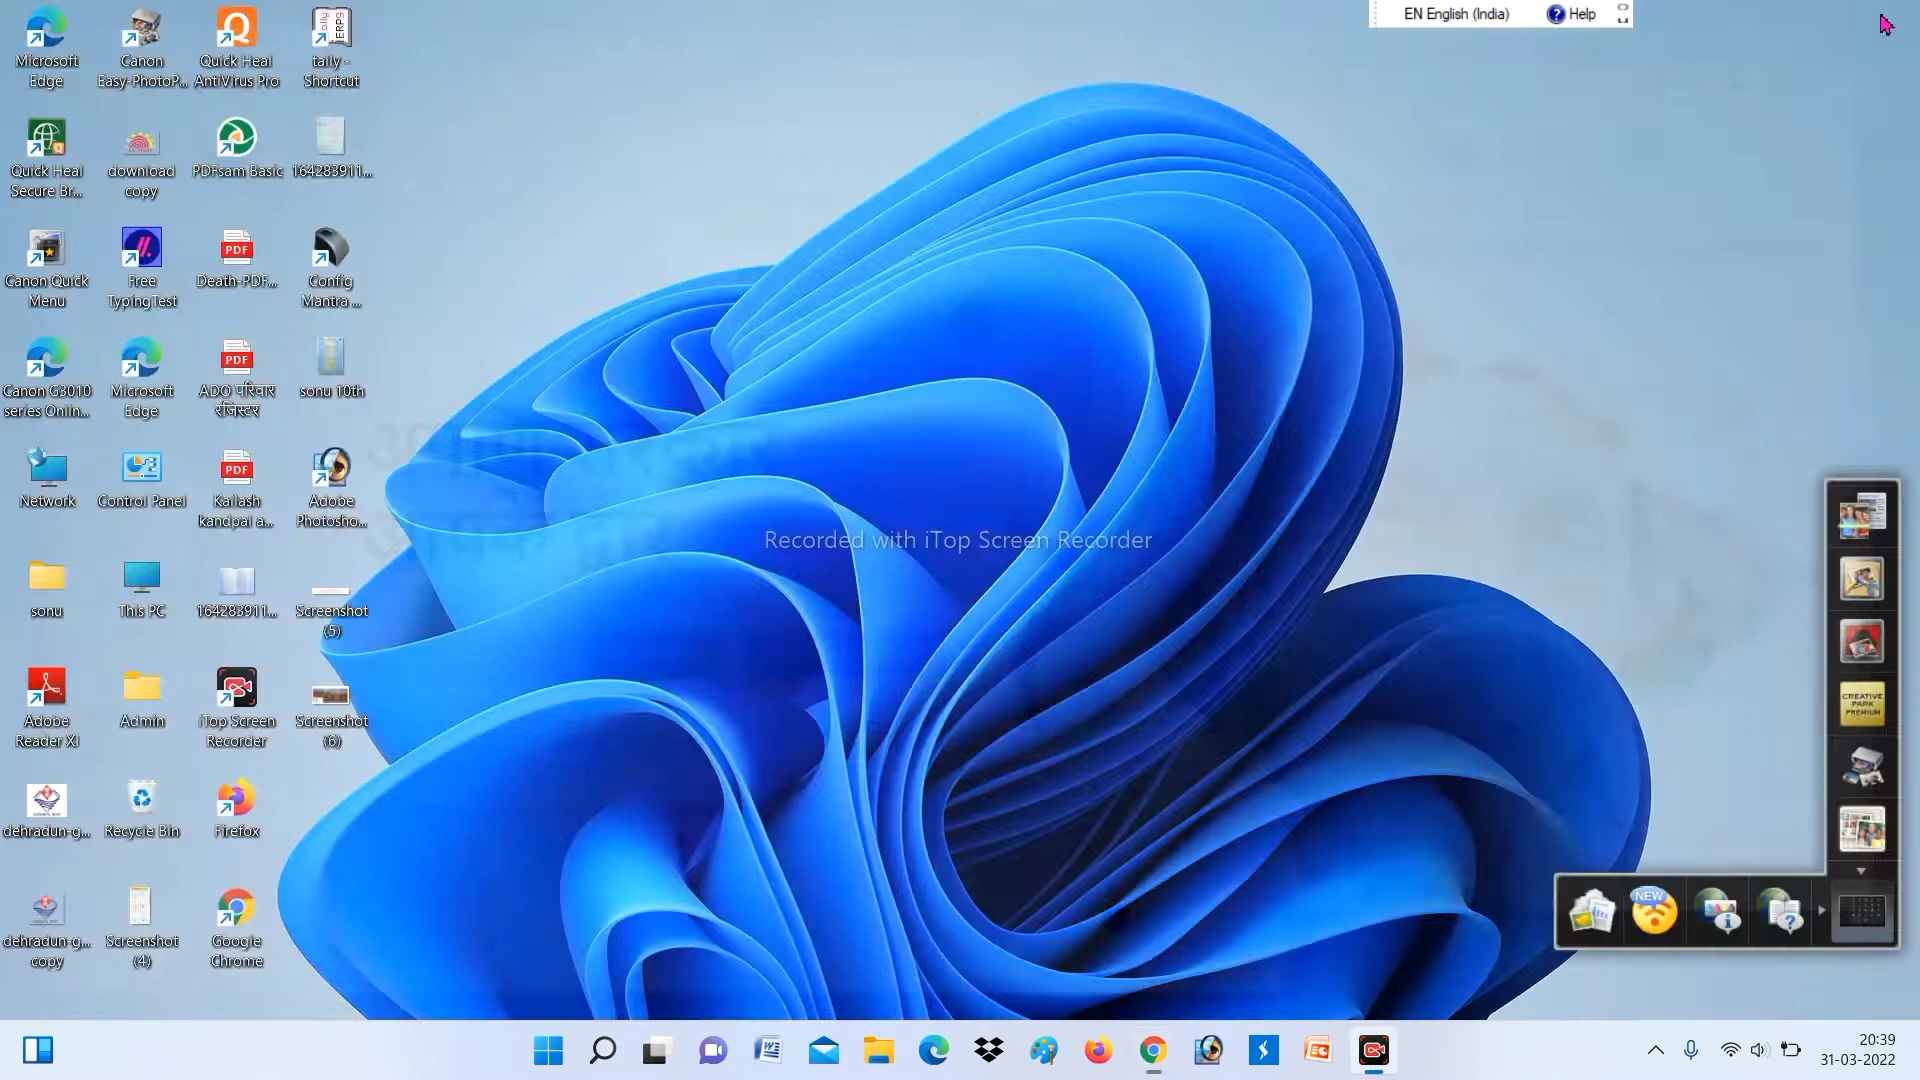 EN English (India)
Help
Microsoft
Edge
Canon
Easy-PhotoP...
Quick Heal
AntiVirus Pro
tally -
Shortcut
Quick Heal
Secure Br...
download
copy
PDFsam Basic
164283911...
Canon Quick
Menu
Free
TypingTest
Death-PDF...
Config
Mantra ...
Canon G3010
series Onlin...
Microsoft
Edge
ADO परिवार
रजिस्टर
sonu 10th
Network
Control Panel
Kailash
kandpal a...
Adobe
Photosho...
Recorded with iTop Screen Recorder
sonu
This PC
164283911...
Screenshot
(5)
Adobe
Reader XI
Admin
iTop Screen
Recorder
Screenshot
(6)
CREATIVE
PARK
PREMIUM
dehradun-g...
Recycle Bin
Firefox
dehradun-g...
copy
Screenshot
(4)
Google
Chrome
NEW
20:39
31-03-2022